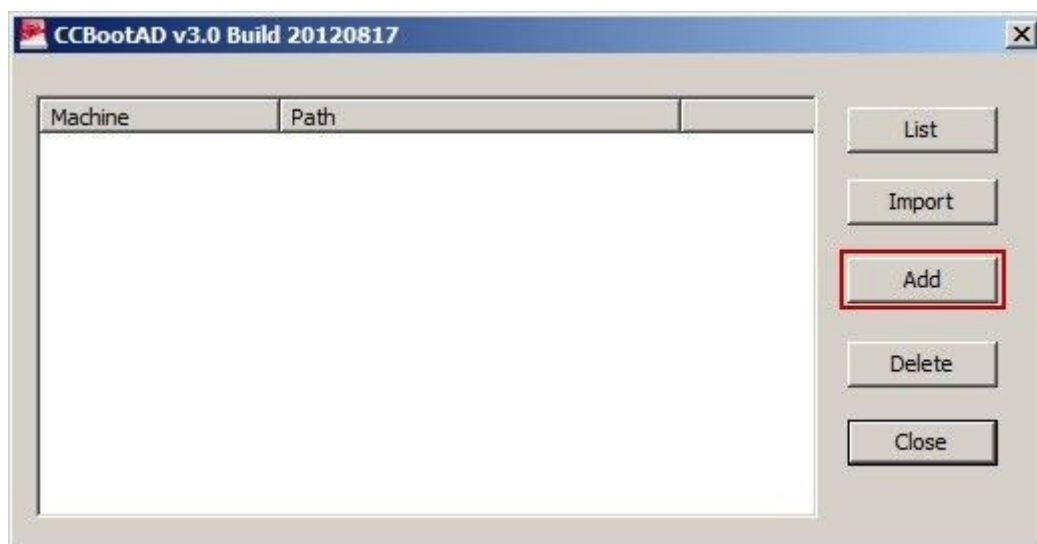 CCBootAD v3.0 Build 20120817
Machine Path
List
Import
Add
Delete
Close